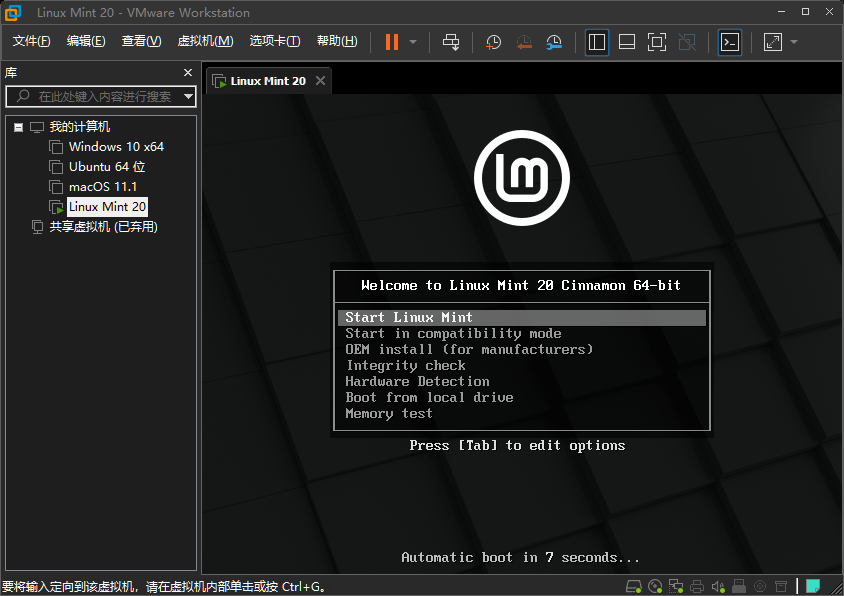 Linux Mint 20 - VMware Workstation
文件(F) 编辑(E) 查看(V) 虚拟机(M) 选项卡(T) 帮助(H)
库
在此处键入内容进行搜索
我的计算机
Windows 10 x64
Ubuntu 64 位
macOS 11.1
Linux Mint 20
共享虚拟机 (已弃用)
Linux Mint 20
lm
Welcome to Linux Mint 20 Cinnamon 64-bit
Start Linux Mint
Start in compatibility mode
OEM install (for manufacturers)
Integrity check
Hardware Detection
Boot from local drive
Memory test
Press [Tab] to edit options
Automatic boot in 7 seconds...
要将输入定向到该虚拟机，请在虚拟机内部单击或按 Ctrl+G。